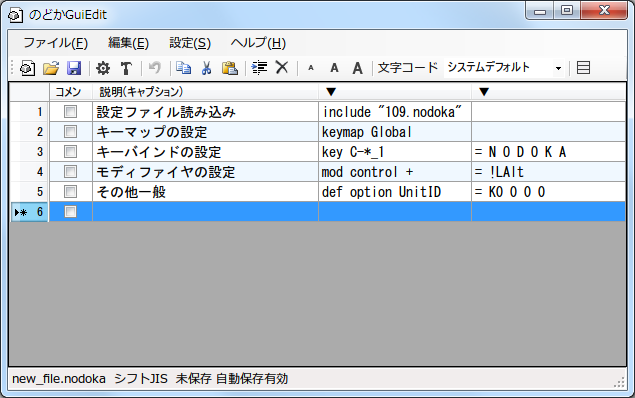 のどかGuiEdit
ファイル(F) 編集(E) 設定(S) ヘルプ(H)
A A A 文字コード システムデフォルト
コメン 説明(キャプション) ▼ ▼
1 設定ファイル読み込み include "109.nodoka"
2 キーマップの設定 keymap Global
3 キーバインドの設定 key C-*_1 = N O D O K A
4 モディファイヤの設定 mod control + = !LAlt
5 その他一般 def option UnitID = K0 0 0 0
6
new_file.nodoka シフトJIS 未保存 自動保存有効